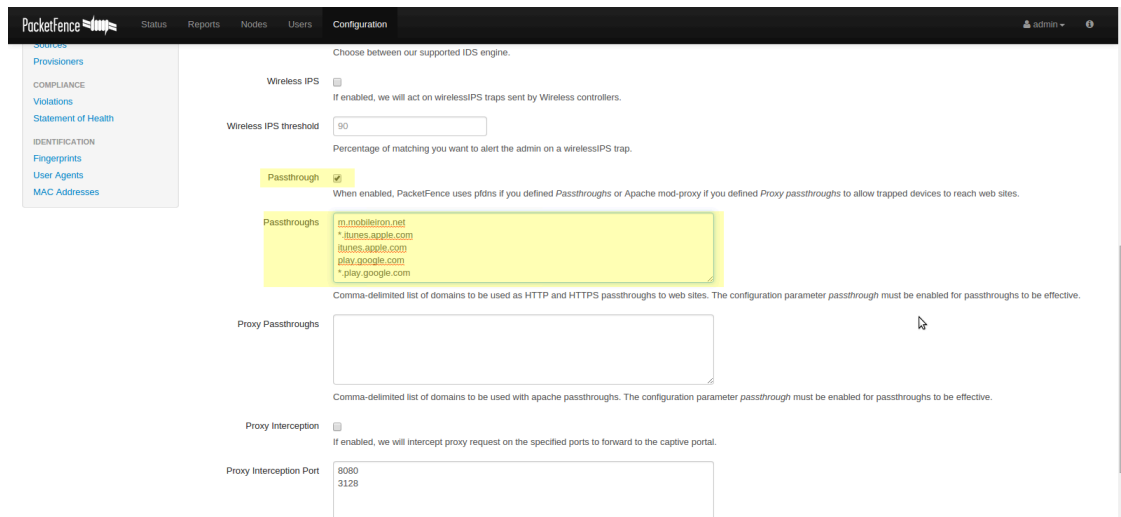 PacketFence
Status Reports Nodes Users Configuration admin
Sources
Provisioners
COMPLIANCE
Violations
Statement of Health
IDENTIFICATION
Fingerprints
User Agents
MAC Addresses
Choose between our supported IDS engine.
Wireless IPS
If enabled, we will act on wirelessIPS traps sent by Wireless controllers.
Wireless IPS threshold 90
Percentage of matching you want to alert the admin on a wirelessIPS trap.
Passthrough
When enabled, PacketFence uses pfdns if you defined Passthroughs or Apache mod-proxy if you defined Proxy passthroughs to allow trapped devices to reach web sites.
Passthroughs m.mobileiron.net
*.itunes.apple.com
itunes.apple.com
play.google.com
*.play.google.com
Comma-delimited list of domains to be used as HTTP and HTTPS passthroughs to web sites. The configuration parameter passthrough must be enabled for passthroughs to be effective.
Proxy Passthroughs
Comma-delimited list of domains to be used with apache passthroughs. The configuration parameter passthrough must be enabled for passthroughs to be effective.
Proxy Interception
If enabled, we will intercept proxy request on the specified ports to forward to the captive portal.
Proxy Interception Port 8080
3128